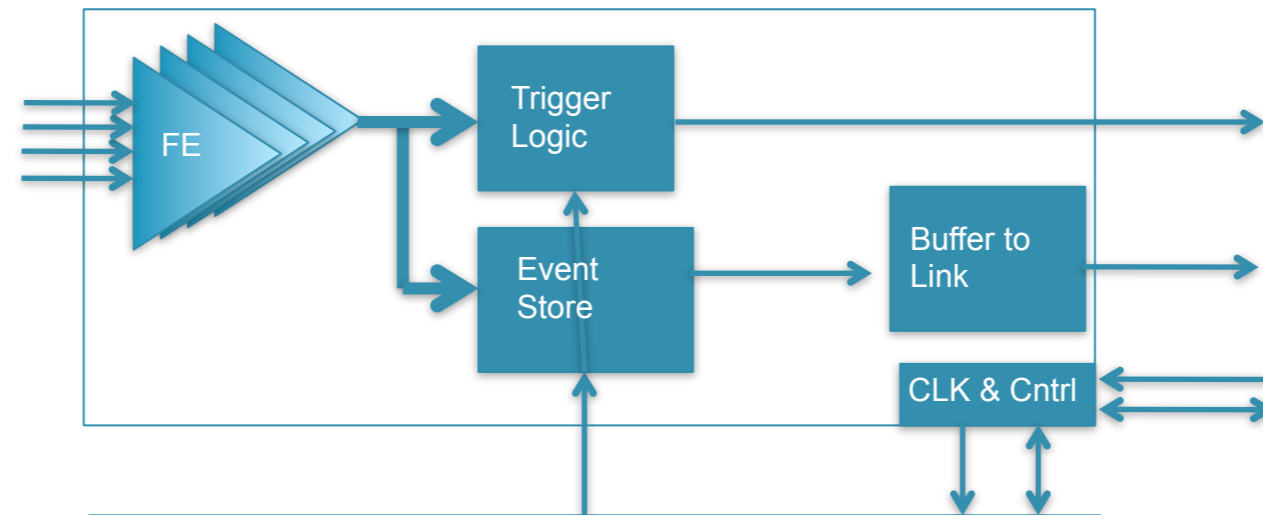 FE
Trigger
Logic
Event
Store
Buffer to
Link
CLK & Cntrl